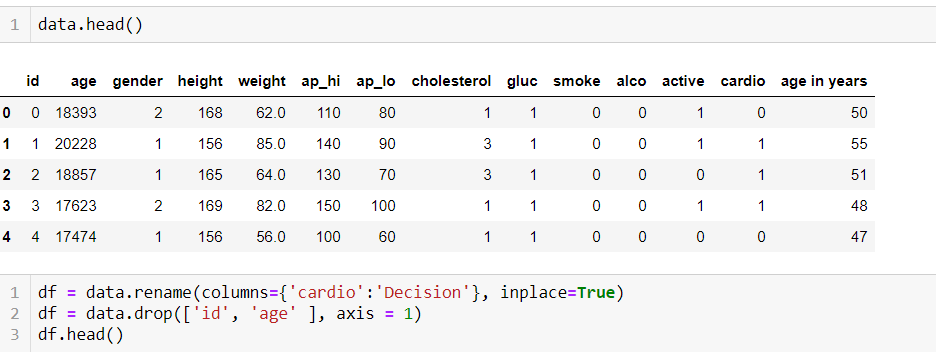 1 data.head()
id age gender height weight ap_hi ap_lo cholesterol gluc smoke alco active cardio age in years
0 0 18393 2 168 62.0 110 80 1 1 0 0 1 0 50
1 1 20228 1 156 85.0 140 90 3 1 0 0 1 1 55
2 2 18857 1 165 64.0 130 70 3 1 0 0 0 1 51
3 3 17623 2 169 82.0 150 100 1 1 0 0 1 1 48
4 4 17474 1 156 56.0 100 60 1 1 0 0 0 0 47
1 df = data.rename(columns={'cardio':'Decision'}, inplace=True)
2 df = data.drop(['id', 'age' ], axis = 1)
3 df.head()